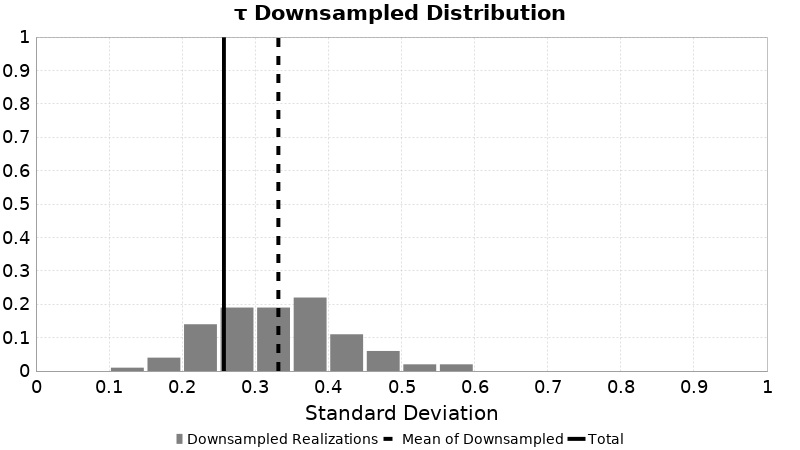 τ Downsampled Distribution
1
0.9
0.8
0.7
0.6
0.5
0.4
0.3
0.2
0.1
0
0 0.1 0.2 0.3 0.4 0.5 0.6 0.7 0.8 0.9 1
Standard Deviation
Downsampled Realizations Mean of Downsampled Total